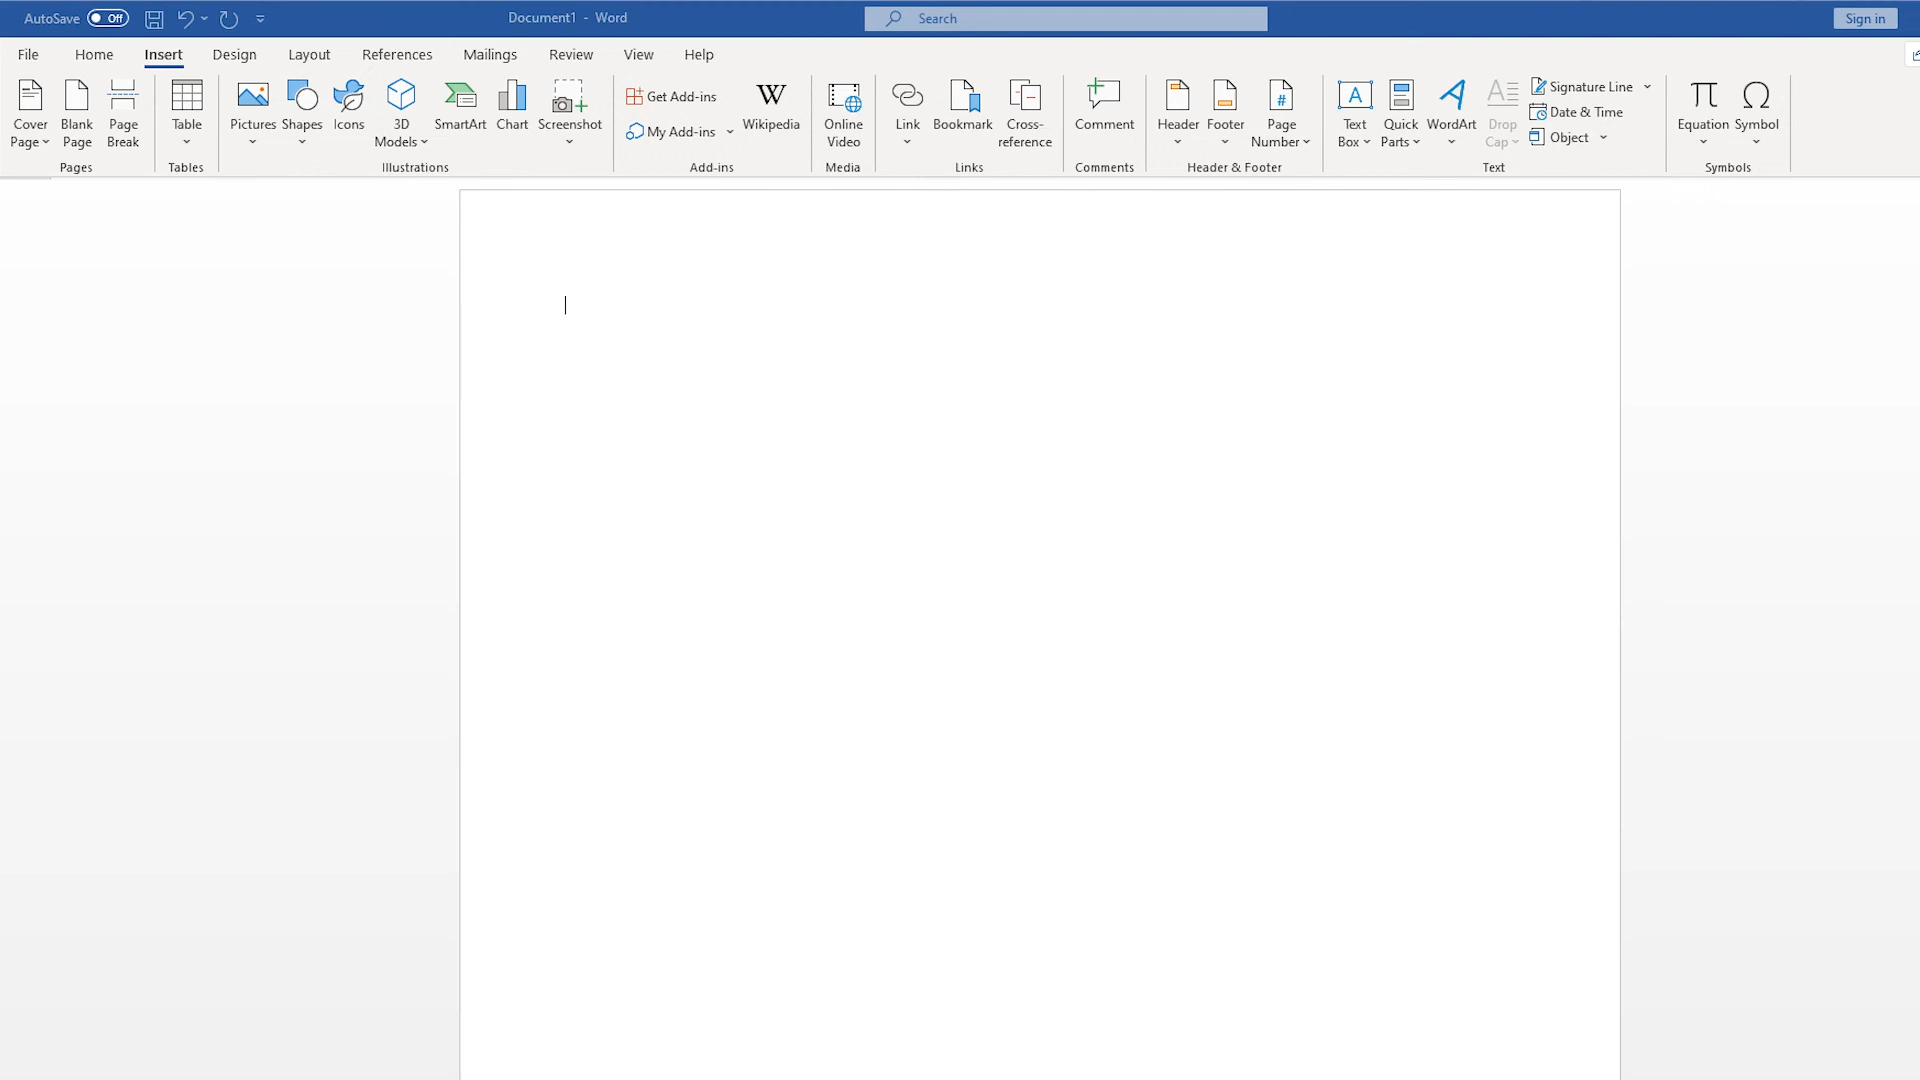 AutoSave Off Document1 - Word Search Sign in
File Home Insert Design Layout References Mailings Review View Help
Cover Page
Blank Page
Page Break
Pages
Table
Tables
Pictures
Shapes
Icons
3D Models
SmartArt
Chart
Screenshot
Illustrations
Get Add-ins
My Add-ins
W
Wikipedia
Add-ins
Online Video
Media
Link
Bookmark
Cross-reference
Links
Comment
Comments
Header
Footer
#
Page Number
Header & Footer
A
Text Box
Quick Parts
A
WordArt
A
Drop Cap
Signature Line
Date & Time
Object
Text
π
Equation
Ω
Symbol
Symbols